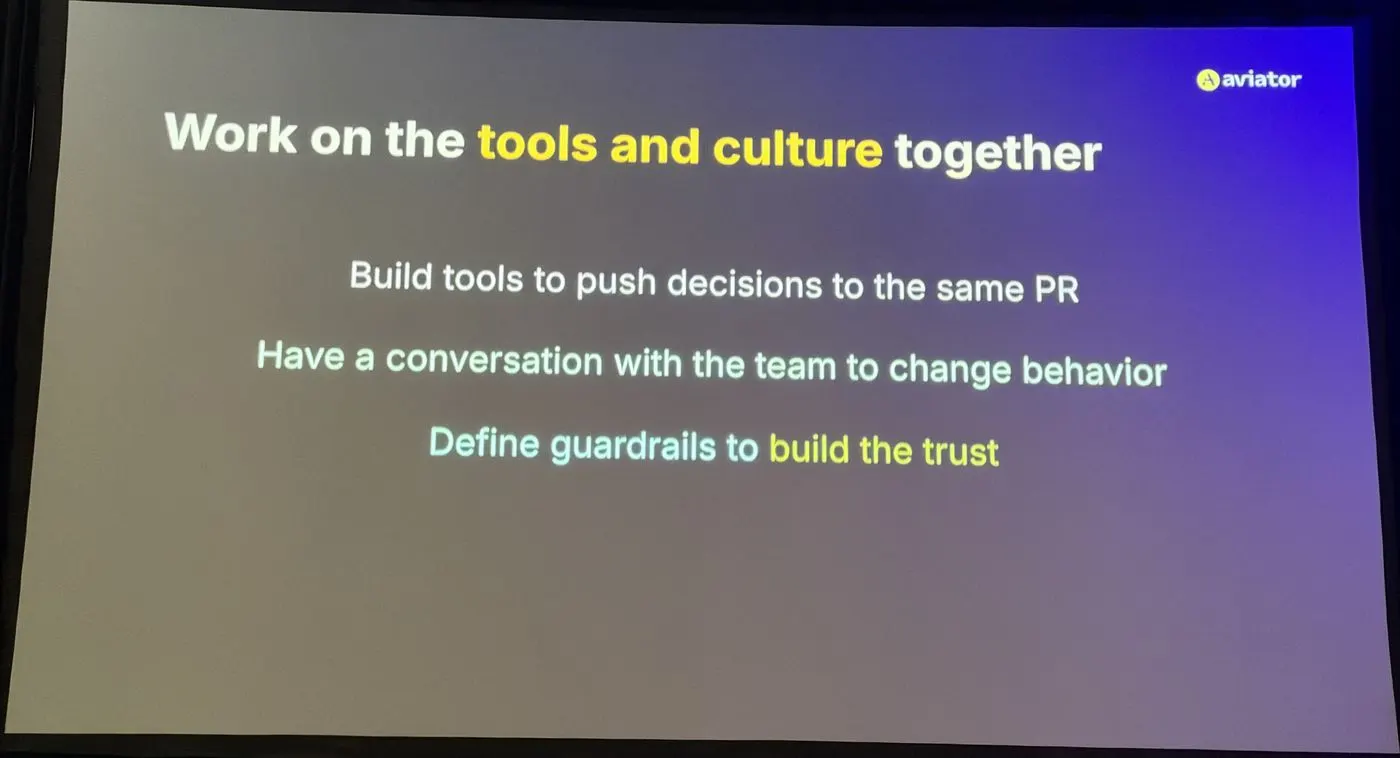 aviator
Work on the tools and culture together
Build tools to push decisions to the same PR
Have a conversation with the team to change behavior
Define guardrails to build the trust